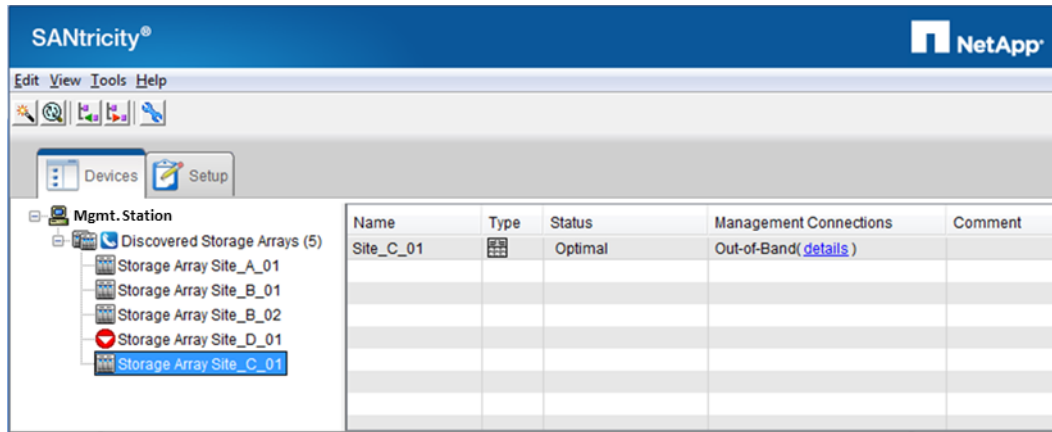 SANtricity®
NetApp®
Edit View Tools Help
Devices Setup
Mgmt. Station
Discovered Storage Arrays (5)
Storage Array Site_A_01
Storage Array Site_B_01
Storage Array Site_B_02
Storage Array Site_D_01
Storage Array Site_C_01
Name Type Status Management Connections Comment
Site_C_01 Optimal Out-of-Band( details )